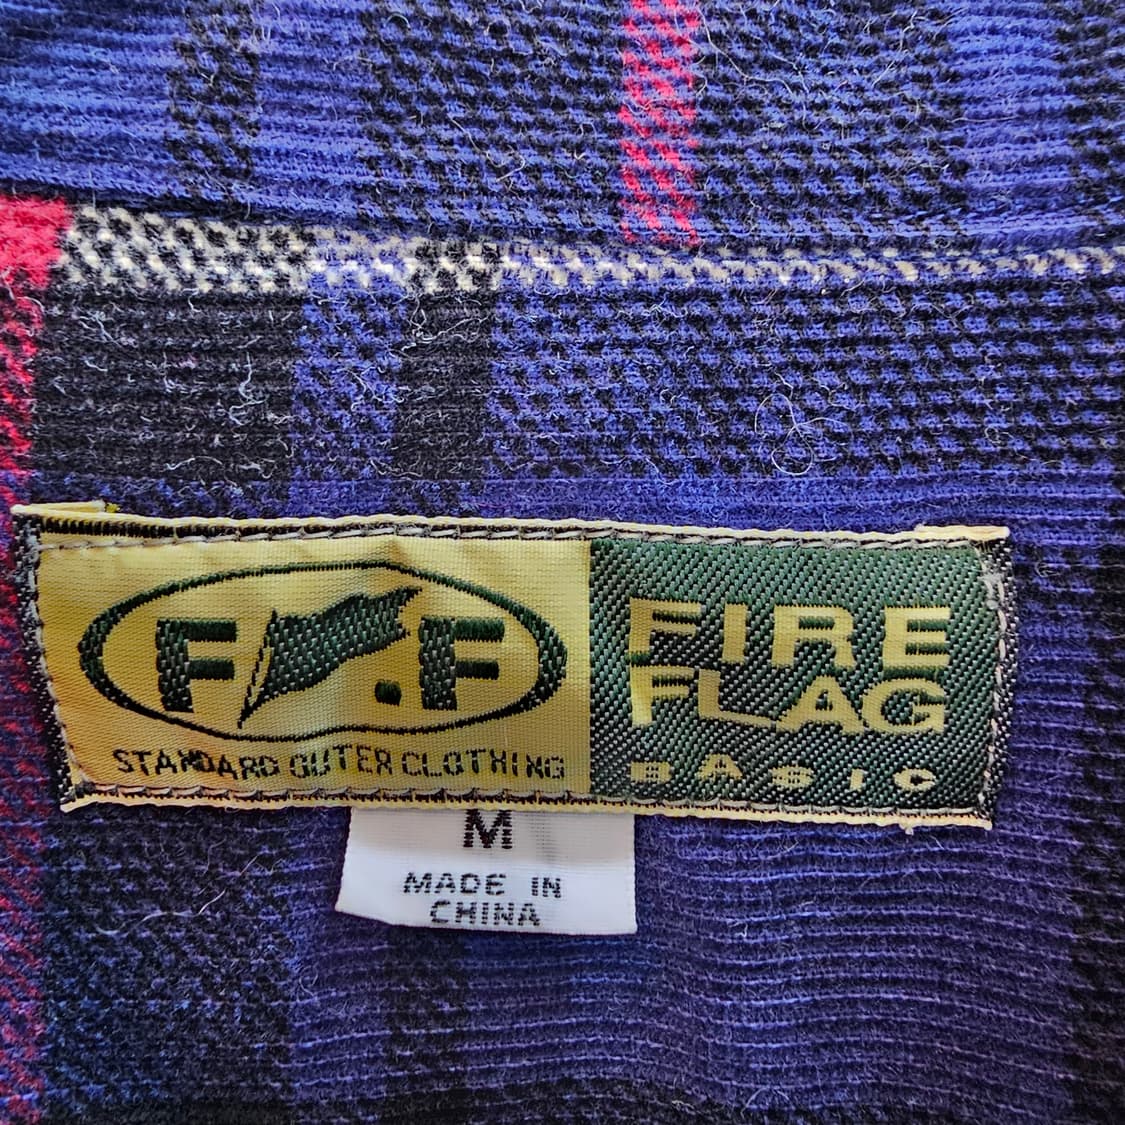 F.F
STANDARD OUTER CLOTHING
FIRE
FLAG
BASIC
M
MADE IN
CHINA